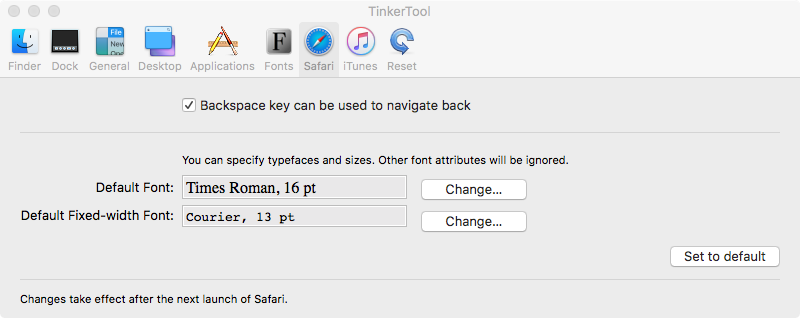 TinkerTool
Finder Dock General Desktop Applications Fonts Safari iTunes Reset
Backspace key can be used to navigate back
You can specify typefaces and sizes. Other font attributes will be ignored.
Default Font: Times Roman, 16 pt Change...
Default Fixed-width Font: Courier, 13 pt Change...
Set to default
Changes take effect after the next launch of Safari.